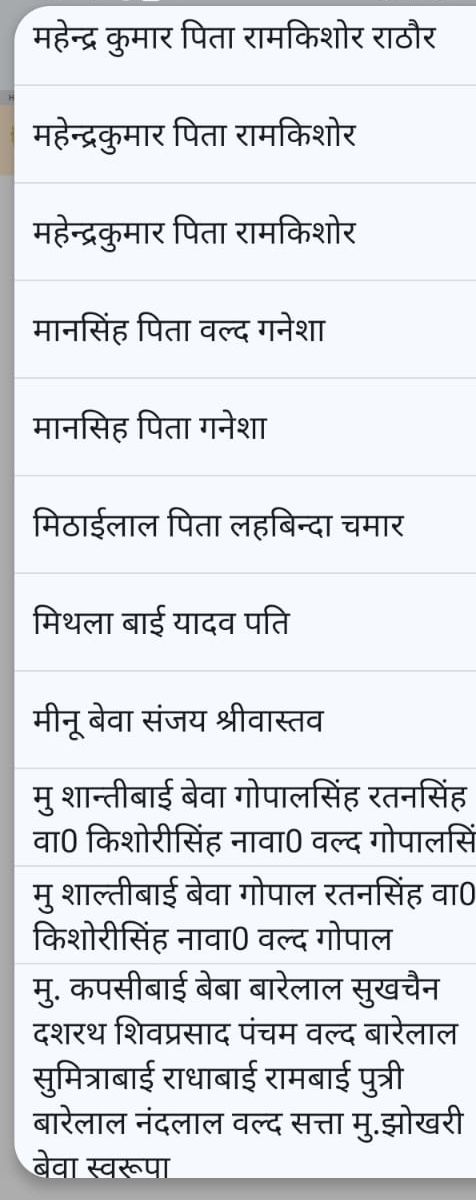 महेन्द्र कुमार पिता रामकिशोर राठौर
महेन्द्रकुमार पिता रामकिशोर
महेन्द्रकुमार पिता रामकिशोर
मानसिंह पिता वल्द गनेशा
मानसिह पिता गनेशा
मिठाईलाल पिता लहबिन्दा चमार
मिथला बाई यादव पति
मीनू बेवा संजय श्रीवास्तव
मु शान्तीबाई बेवा गोपालसिंह रतनसिंह
वा0 किशोरीसिंह नावा0 वल्द गोपालसिं
मु शाल्तीबाई बेवा गोपाल रतनसिंह वा0
किशोरीसिंह नावा0 वल्द गोपाल
मु. कपसीबाई बेबा बारेलाल सुखचैन
दशरथ शिवप्रसाद पंचम वल्द बारेलाल
सुमित्राबाई राधाबाई रामबाई पुत्री
बारेलाल नंदलाल वल्द सत्ता मु.झोखरी
बेवा स्वरूपा